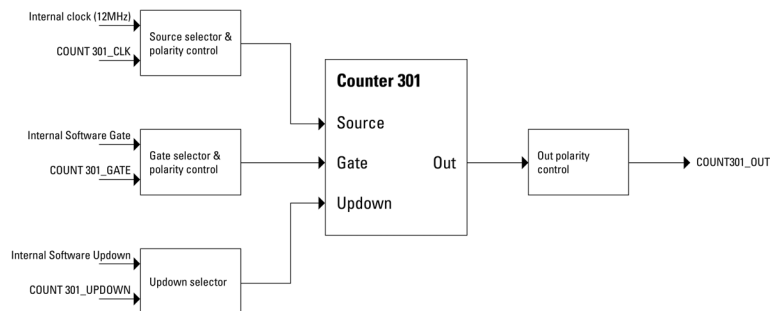 Internal clock (12MHz)
COUNT 301_CLK
Source selector &
polarity control
Internal Software Gate
COUNT 301_GATE
Gate selector &
polarity control
Internal Software Updown
COUNT 301_UPDOWN
Updown selector
Counter 301
Source
Gate
Out
Updown
Out polarity
control
COUNT301_OUT